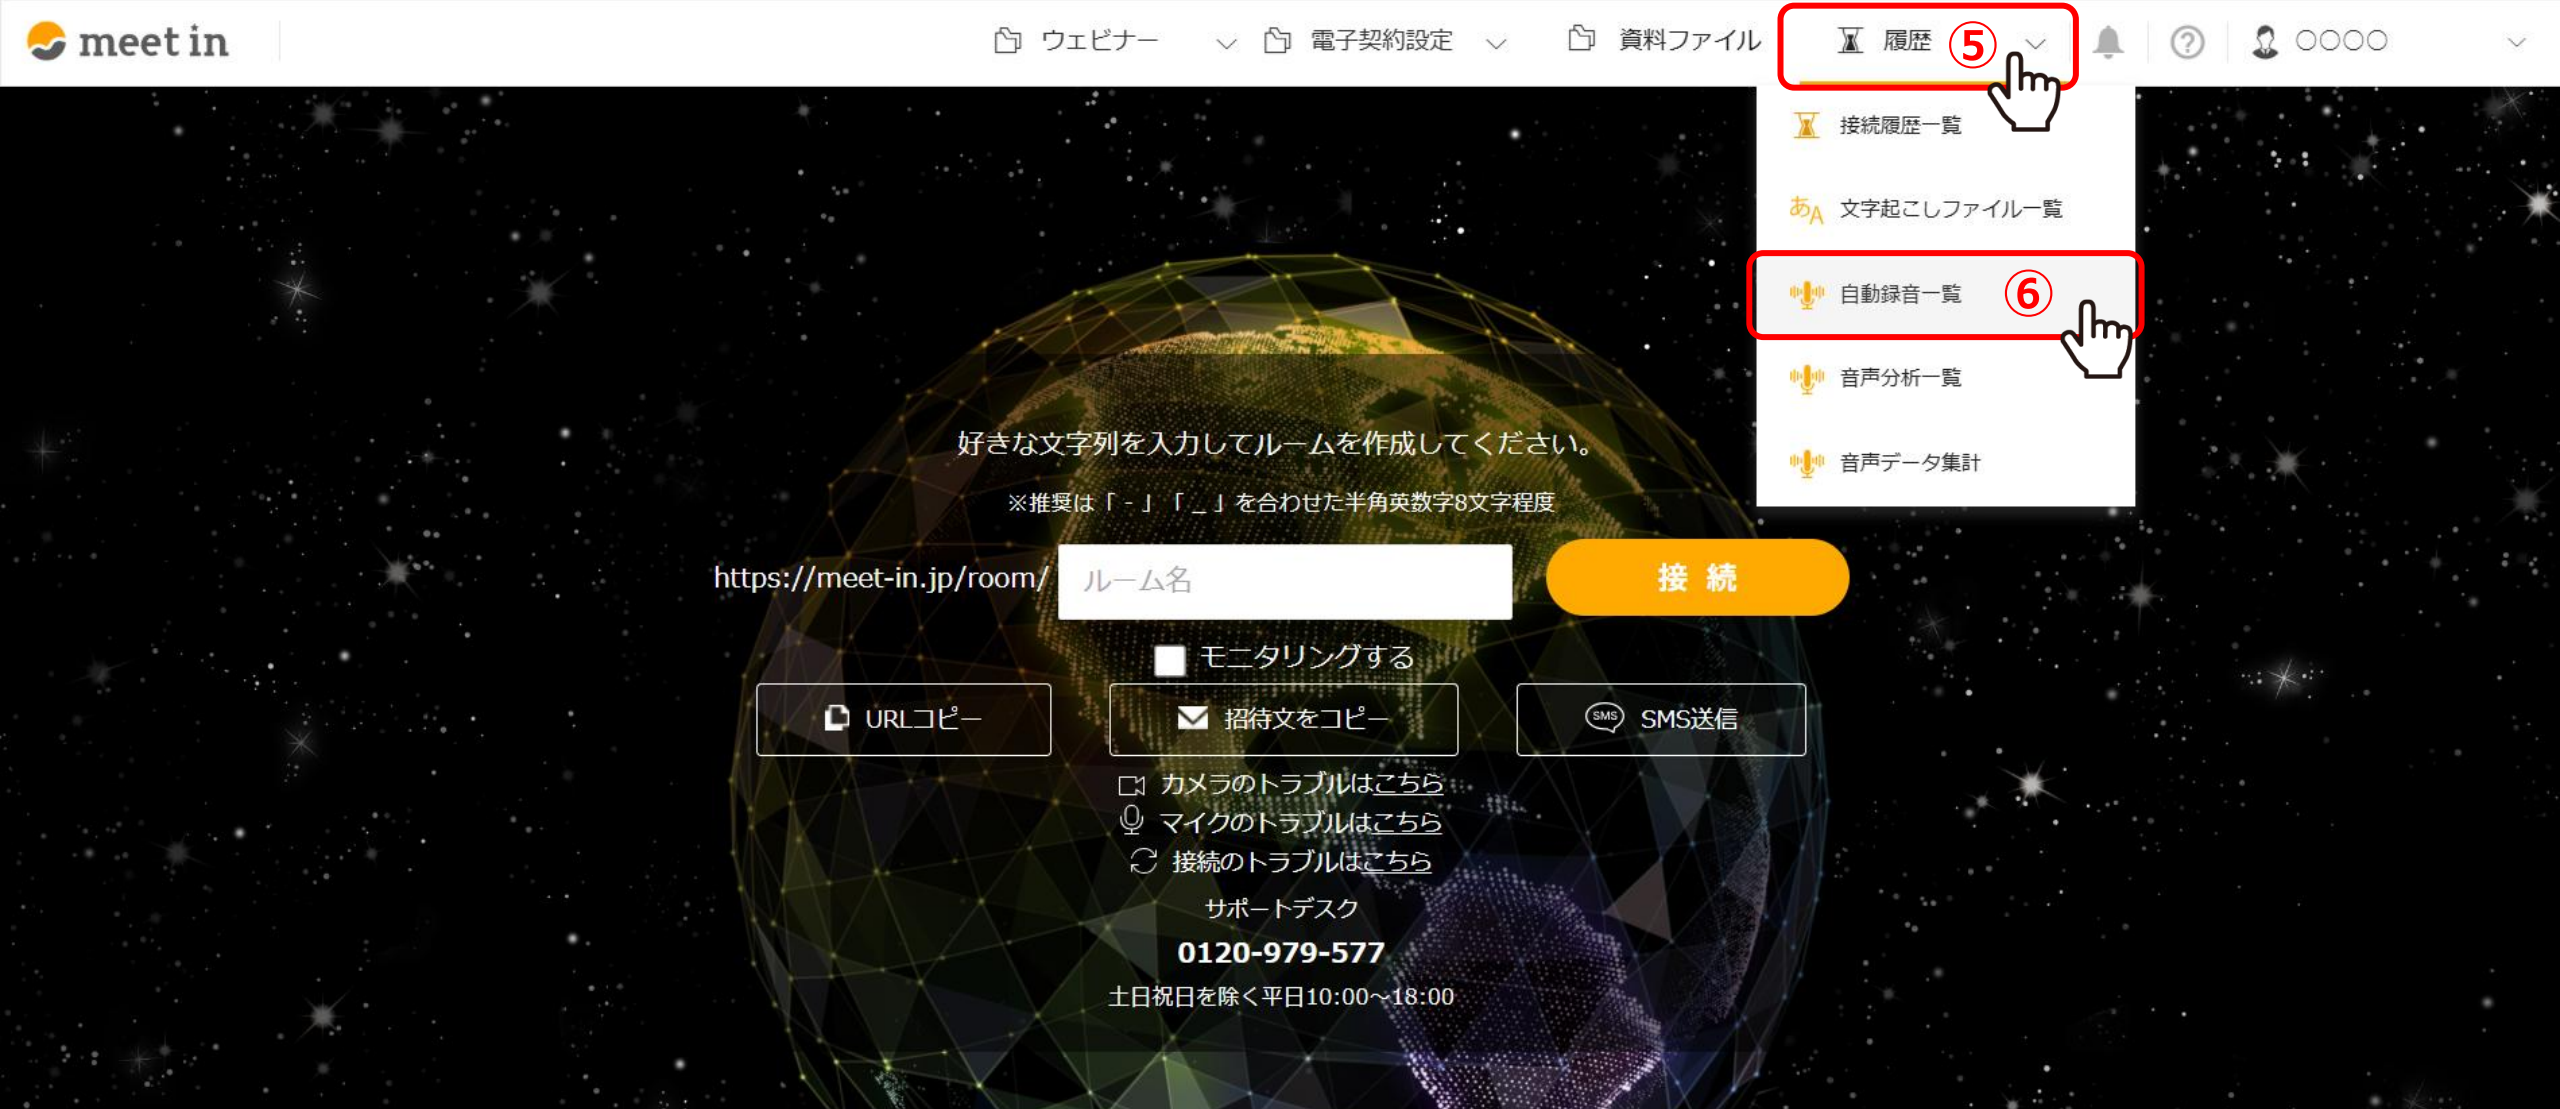 meet in
ウェビナー
電子契約設定
資料ファイル
履歴 ⑤
○○○○
接続履歴一覧
あA 文字起こしファイル一覧
自動録音一覧 ⑥
音声分析一覧
音声データ集計
好きな文字列を入力してルームを作成してください。
※推奨は「 - 」「 _ 」を合わせた半角英数字8文字程度
https://meet-in.jp/room/ ルーム名 接 続
モニタリングする
URLコピー
招待文をコピー
SMS SMS送信
カメラのトラブルはこちら
マイクのトラブルはこちら
接続のトラブルはこちら
サポートデスク
0120-979-577
土日祝日を除く平日10:00～18:00